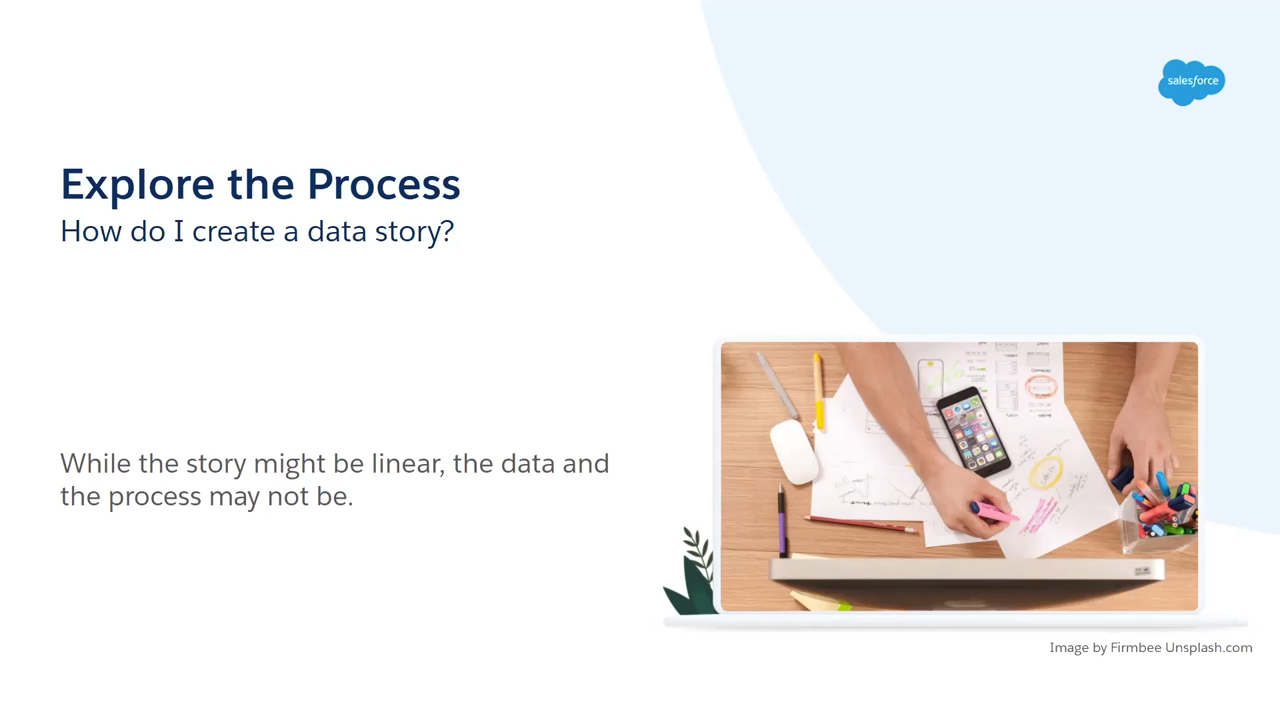 salesforce
Explore the Process
How do I create a data story?
While the story might be linear, the data and
the process may not be.
Image by Firmbee Unsplash.com